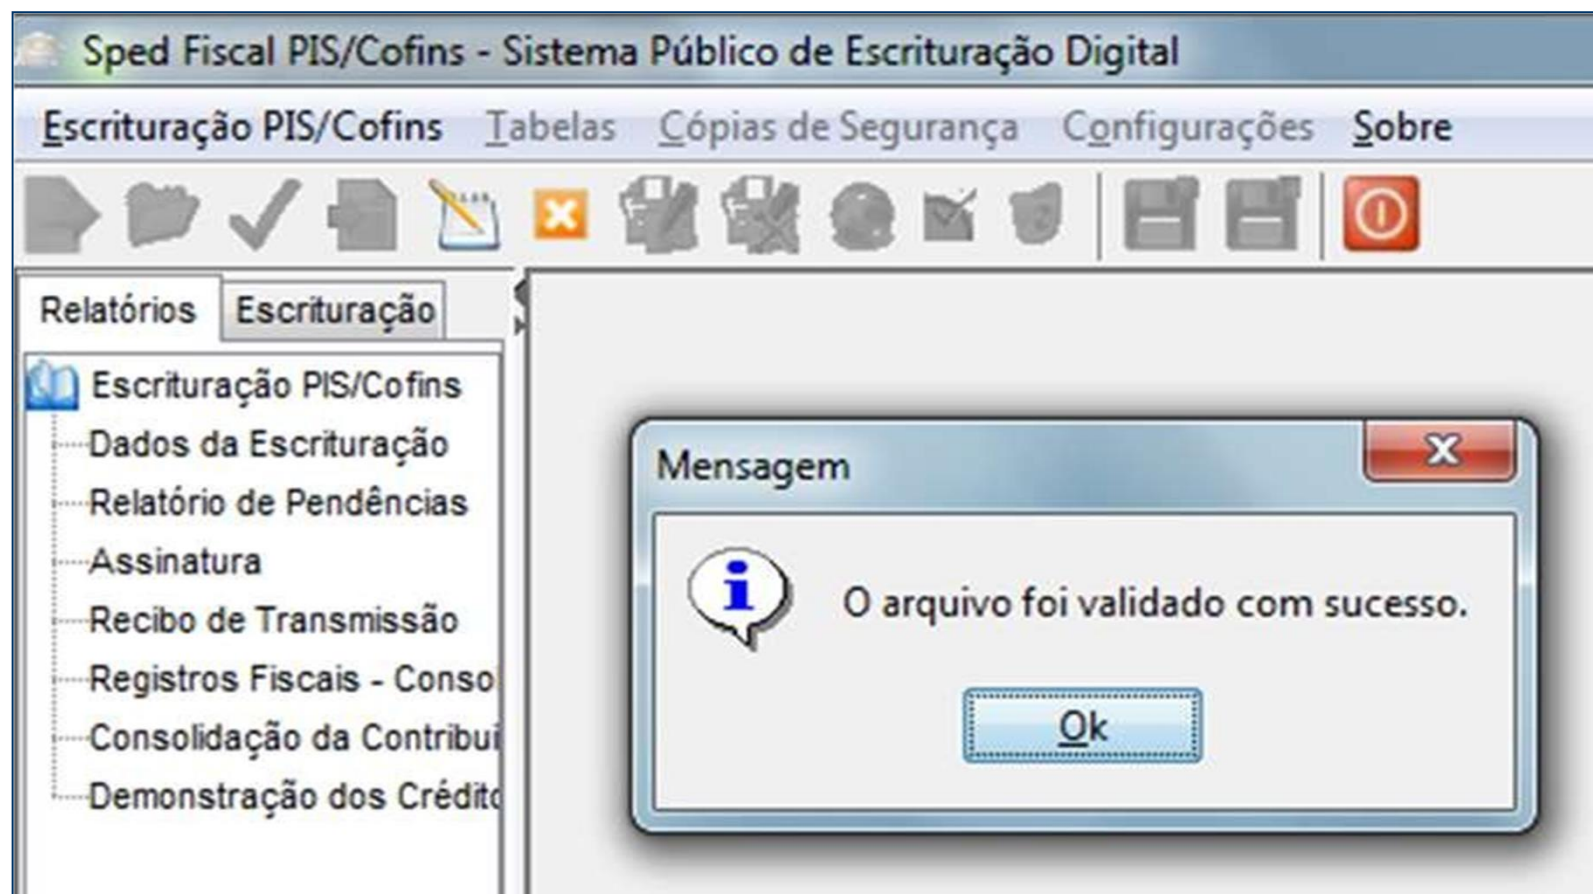 Sped Fiscal PIS/Cofins - Sistema Público de Escrituração Digital
Escrituração PIS/Cofins Tabelas Cópias de Segurança Configurações Sobre
Relatórios Escrituração
Escrituração PIS/Cofins
Dados da Escrituração
Relatório de Pendências
Assinatura
Recibo de Transmissão
Registros Fiscais - Consol
Consolidação da Contribui
Demonstração dos Crédito
Mensagem
O arquivo foi validado com sucesso.
Ok